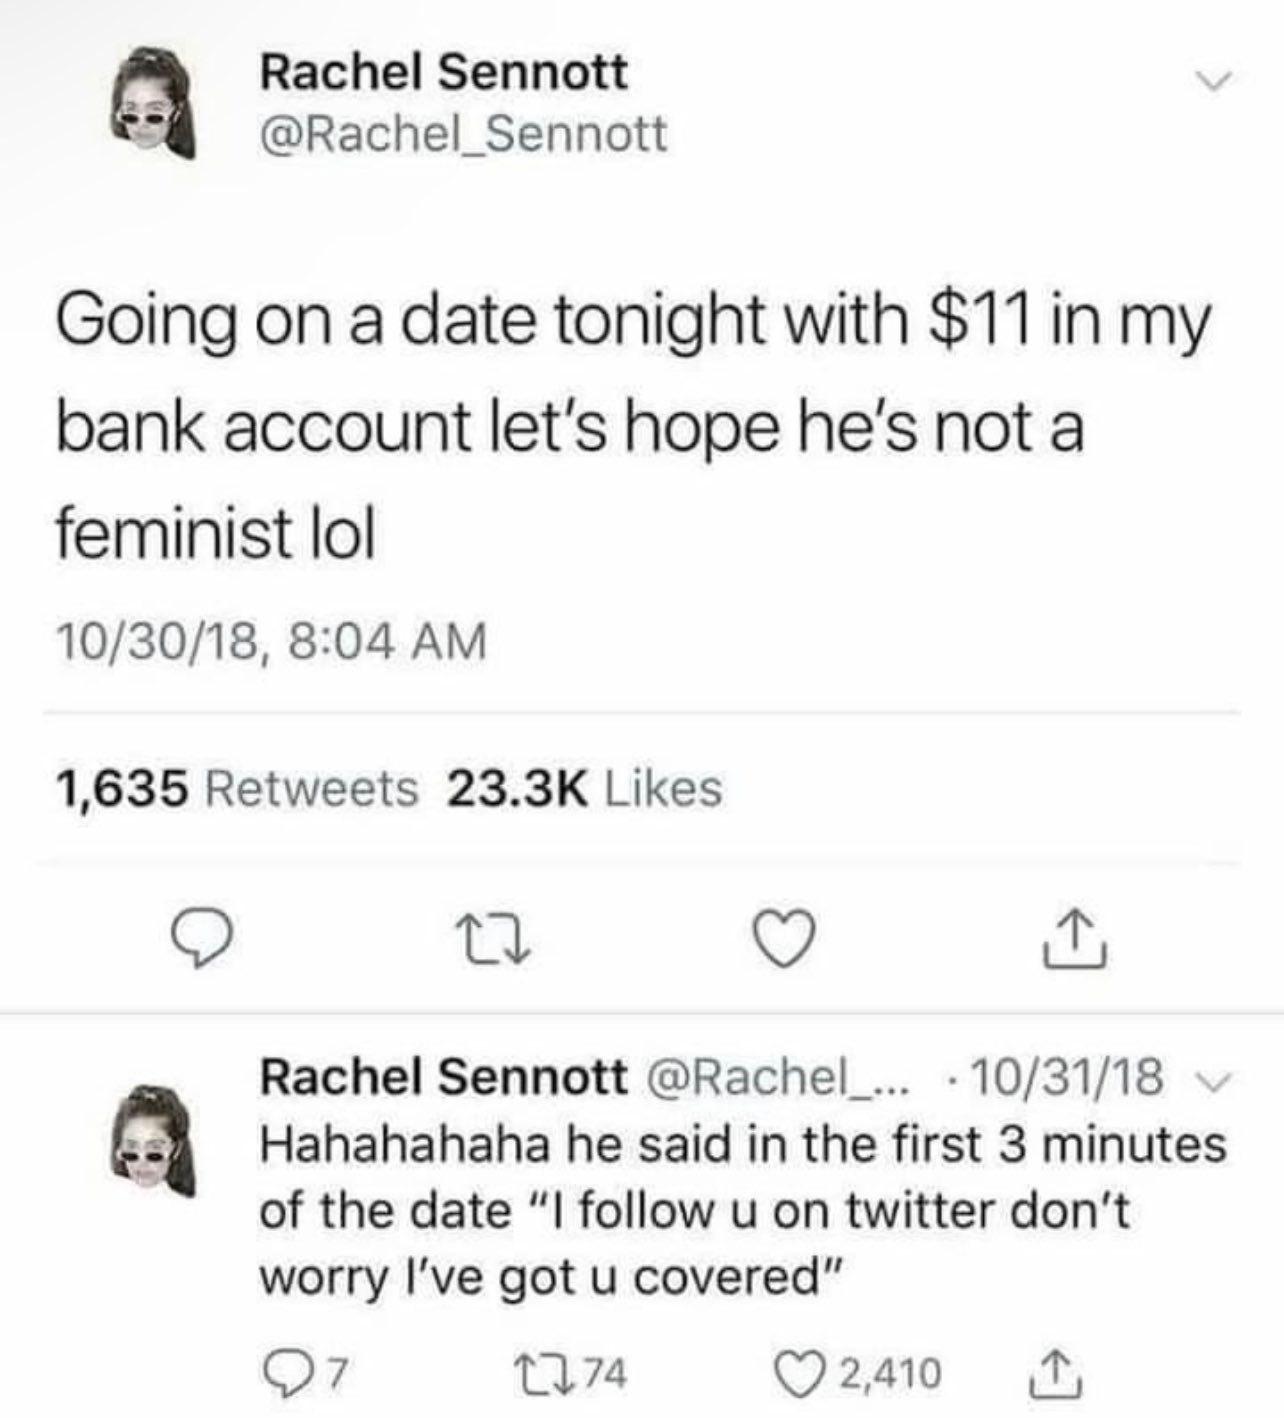 Rachel Sennott
@Rachel_Sennott
Going on a date tonight with $11 in my
bank account let's hope he's not a
feminist lol
10/30/18, 8:04 AM
1,635 Retweets 23.3K Likes
Rachel Sennott @Rachel_... · 10/31/18
Hahahahaha he said in the first 3 minutes
of the date "I follow u on twitter don't
worry I've got u covered"
7 74 2,410